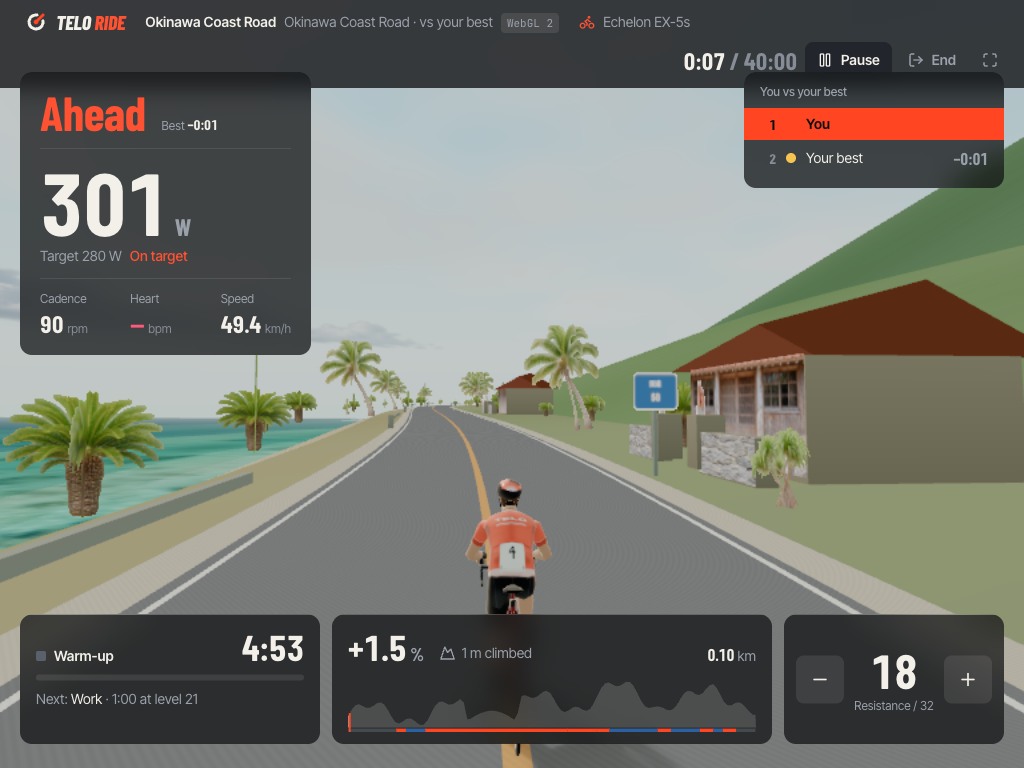 TELO RIDE Okinawa Coast Road Okinawa Coast Road · vs your best WebGL 2 Echelon EX-5s
0:07 / 40:00 Pause End
Ahead Best −0:01
301 W
Target 280 W On target
Cadence Heart Speed
90 rpm – bpm 49.4 km/h
You vs your best
1 You
2 Your best −0:01
TELO
4
Warm-up 4:53
Next: Work · 1:00 at level 21
+1.5 % 1 m climbed 0.10 km
− 18 +
Resistance / 32